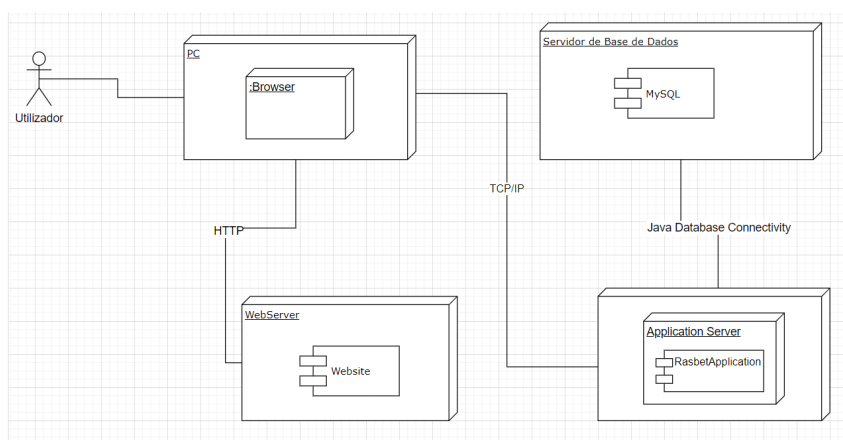 PC
:Browser
Utilizador
Servidor de Base de Dados
MySQL
TCP/IP
HTTP
Java Database Connectivity
WebServer
Website
Application Server
RasbetApplication